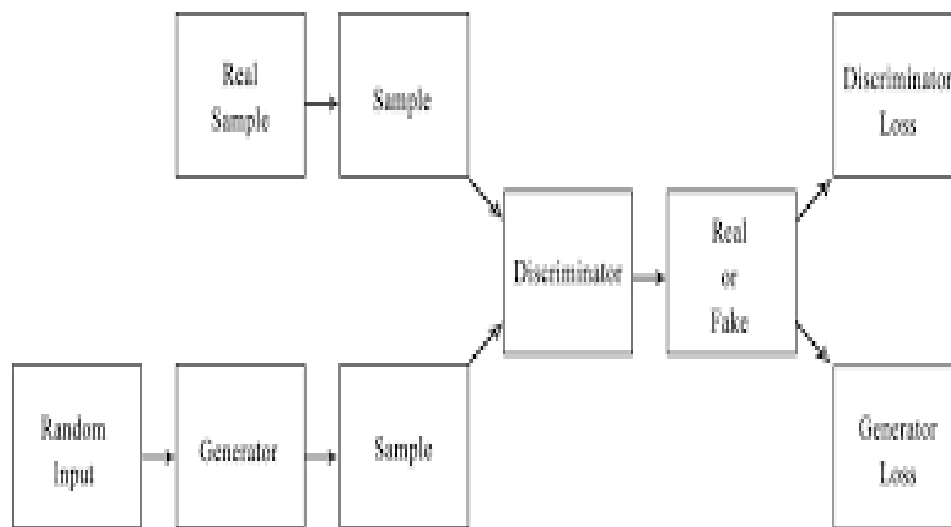 Real
Sample
Sample
Discriminator
Loss
Discriminator
Real
or
Fake
Random
Input
Generator
Sample
Generator
Loss